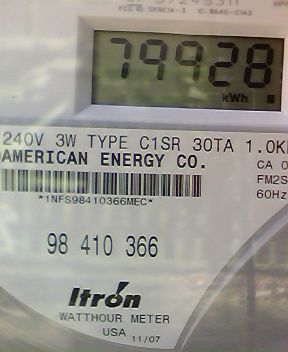 79928
kWh
240V 3W TYPE C1SR 30TA 1.0K
AMERICAN ENERGY CO.
CA 0
FM2S
60Hz
*1NFS98410366MEC*
98 410 366
Itron
WATTHOUR METER
USA 11/07